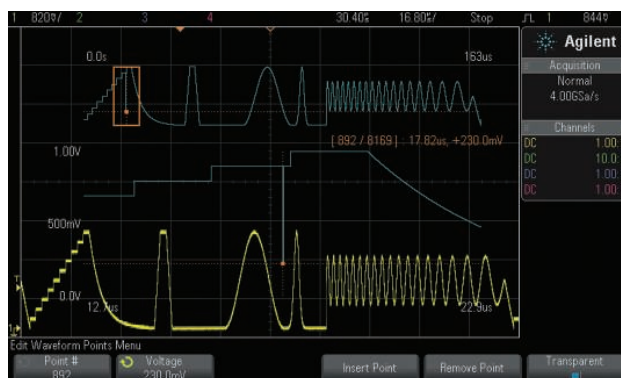 1 820▽/ 2 3 4 30.40s 16.80s/ Stop 1 844▽
Agilent
Acquisition
Normal
4.00GSa/s
Channels
DC 1.00:
DC 10.0:
DC 1.00:
DC 1.00:
0.0s 163us
[ 892 / 8169 ] : 17.82us, +230.0mV
1.00V
500mV
0.0V 12.7us 22.9us
T
1
Edit Waveform Points Menu
Point # Voltage Insert Point Remove Point Transparent
892 230.0mV